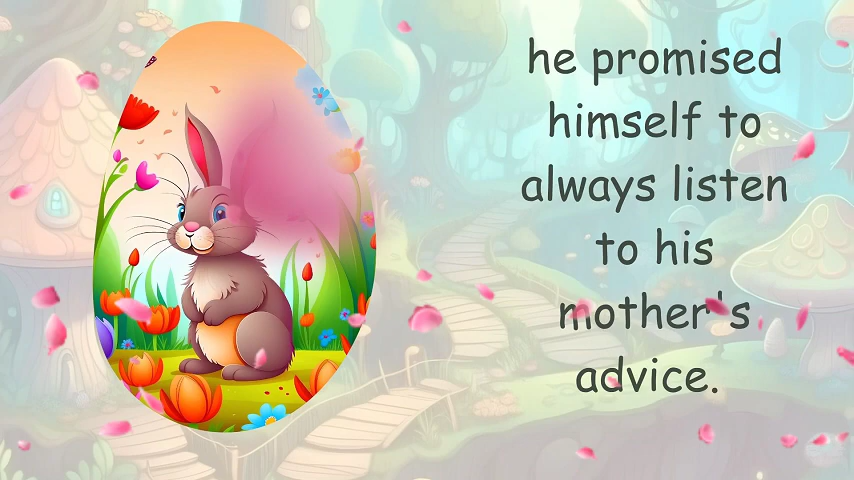 he promised
himself to
always listen
to his
mother's
advice.